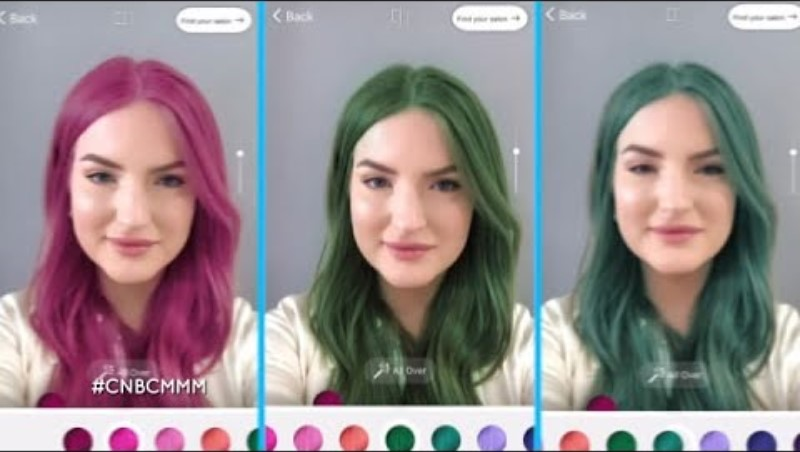 Back
Find your salon →
Back
Find your salon →
Back
Find your salon →
All Over
#CNBCMMM
All Over
All Over